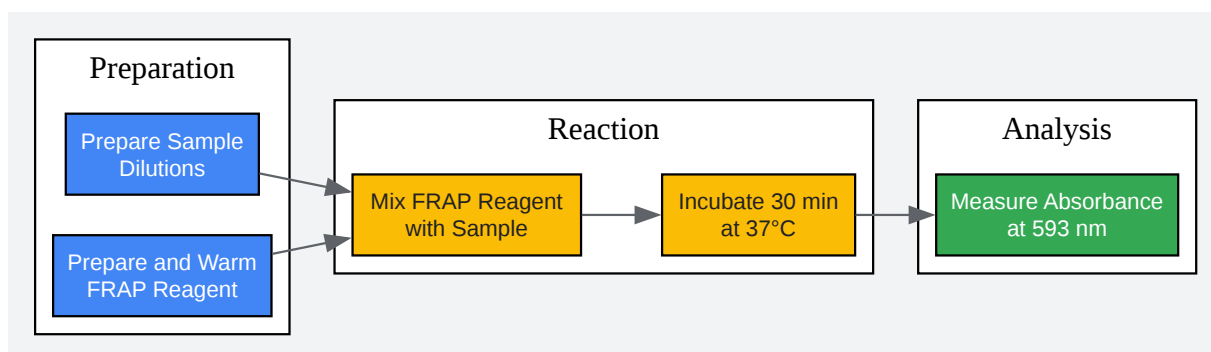 Preparation
Prepare Sample
Dilutions
Prepare and Warm
FRAP Reagent
Reaction
Mix FRAP Reagent
with Sample
Incubate 30 min
at 37°C
Analysis
Measure Absorbance
at 593 nm